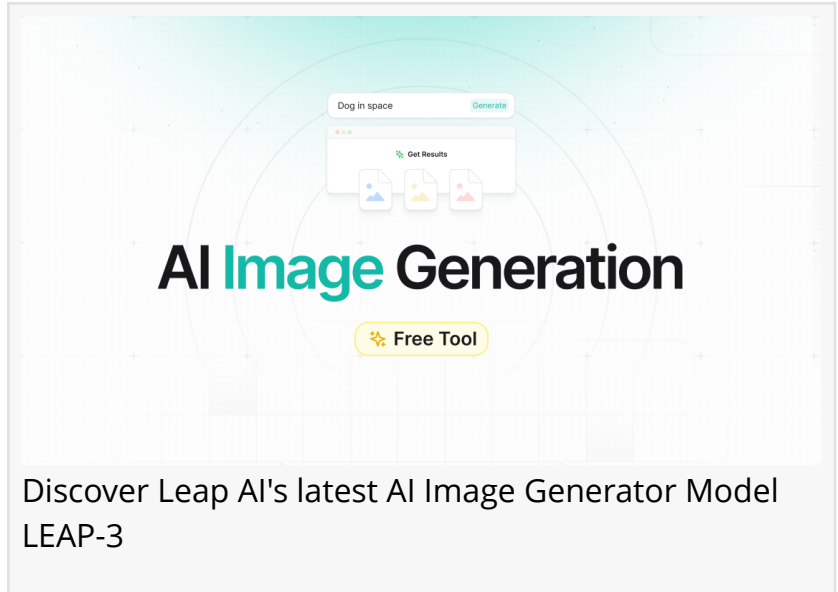 Dog in space Generate
Get Results
AI Image Generation
Free Tool
Discover Leap AI's latest AI Image Generator Model
LEAP-3